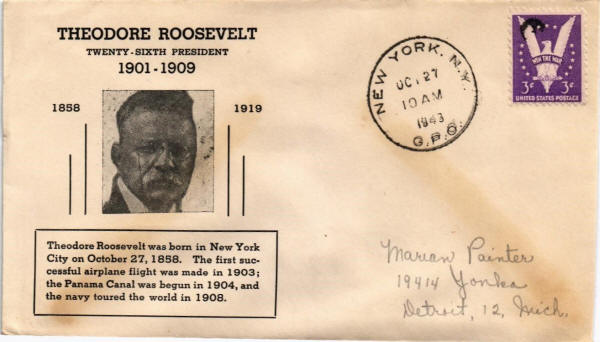 THEODORE ROOSEVELT
TWENTY-SIXTH PRESIDENT
1901-1909
1858
1919
Theodore Roosevelt was born in New York
City on October 27, 1858. The first suc-
cessful airplane flight was made in 1903;
the Panama Canal was begun in 1904, and
the navy toured the world in 1908.
NEW YORK, N.Y.
OCT 27
10 AM
1943
G.P.O.
WIN THE WAR
3¢ 3¢
UNITED STATES POSTAGE
Marian Painter
19414 Yonka
Detroit, 12, Mich.